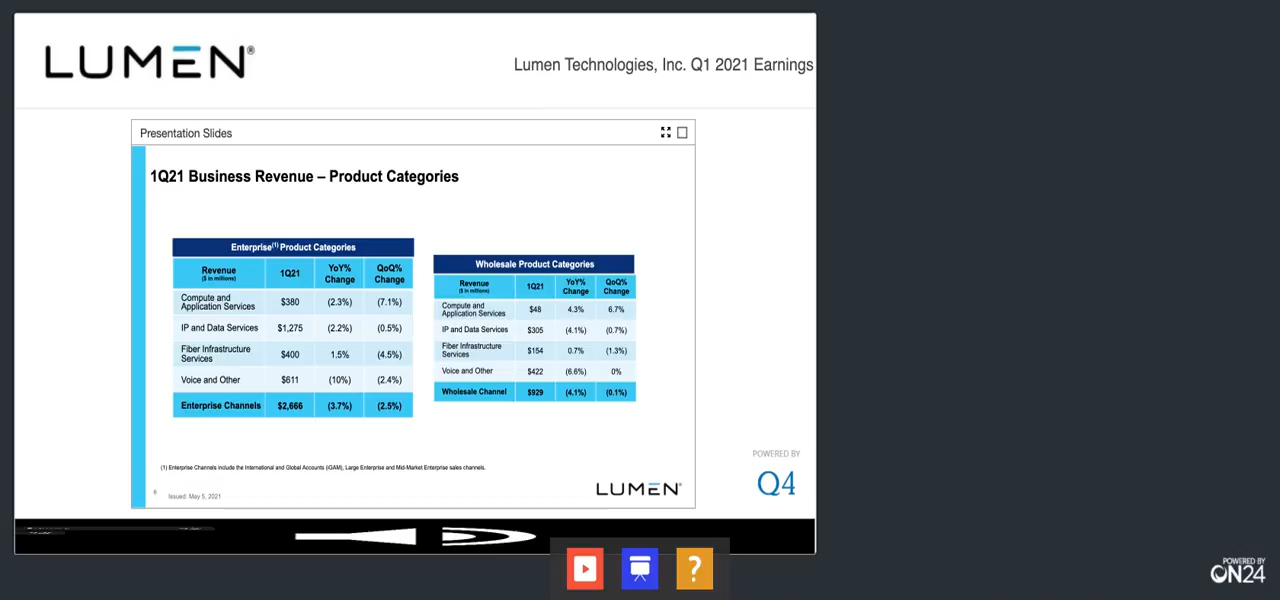 LUMEN®
Lumen Technologies, Inc. Q1 2021 Earnings
Presentation Slides
1Q21 Business Revenue – Product Categories
Enterprise(1) Product Categories
Revenue ($ in millions) 1Q21 YoY% Change QoQ% Change
Compute and Application Services $380 (2.3%) (7.1%)
IP and Data Services $1,275 (2.2%) (0.5%)
Fiber Infrastructure Services $400 1.5% (4.5%)
Voice and Other $611 (10%) (2.4%)
Enterprise Channels $2,666 (3.7%) (2.5%)
Wholesale Product Categories
Revenue ($ in millions) 1Q21 YoY% Change QoQ% Change
Compute and Application Services $48 4.3% 6.7%
IP and Data Services $305 (4.1%) (0.7%)
Fiber Infrastructure Services $154 0.7% (1.3%)
Voice and Other $422 (6.6%) 0%
Wholesale Channel $929 (4.1%) (0.1%)
(1) Enterprise Channels include the International and Global Accounts (iGAM), Large Enterprise and Mid-Market Enterprise sales channels.
6 Issued: May 5, 2021
LUMEN®
POWERED BY
Q4
?
POWERED BY
ON24